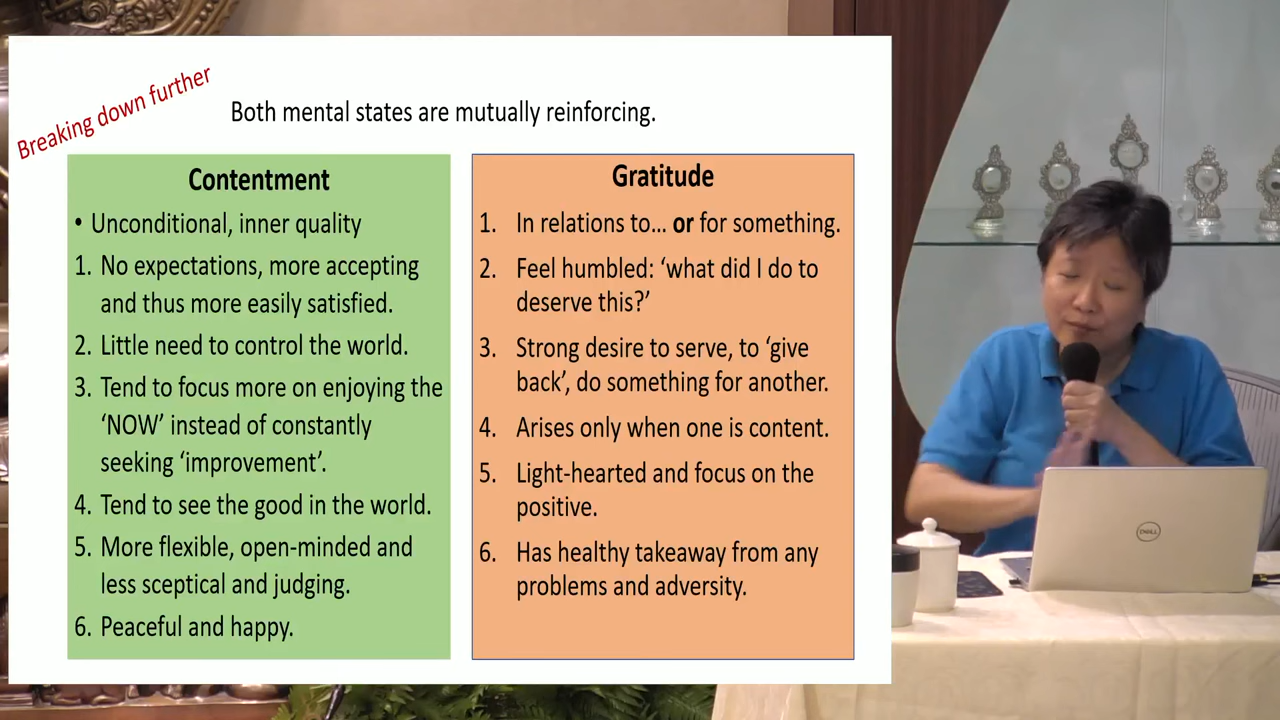 Breaking down further
Both mental states are mutually reinforcing.
Contentment
• Unconditional, inner quality
1. No expectations, more accepting
and thus more easily satisfied.
2. Little need to control the world.
3. Tend to focus more on enjoying the
‘NOW’ instead of constantly
seeking ‘improvement’.
4. Tend to see the good in the world.
5. More flexible, open-minded and
less sceptical and judging.
6. Peaceful and happy.
Gratitude
1. In relations to... or for something.
2. Feel humbled: ‘what did I do to
deserve this?’
3. Strong desire to serve, to ‘give
back’, do something for another.
4. Arises only when one is content.
5. Light-hearted and focus on the
positive.
6. Has healthy takeaway from any
problems and adversity.
DELL